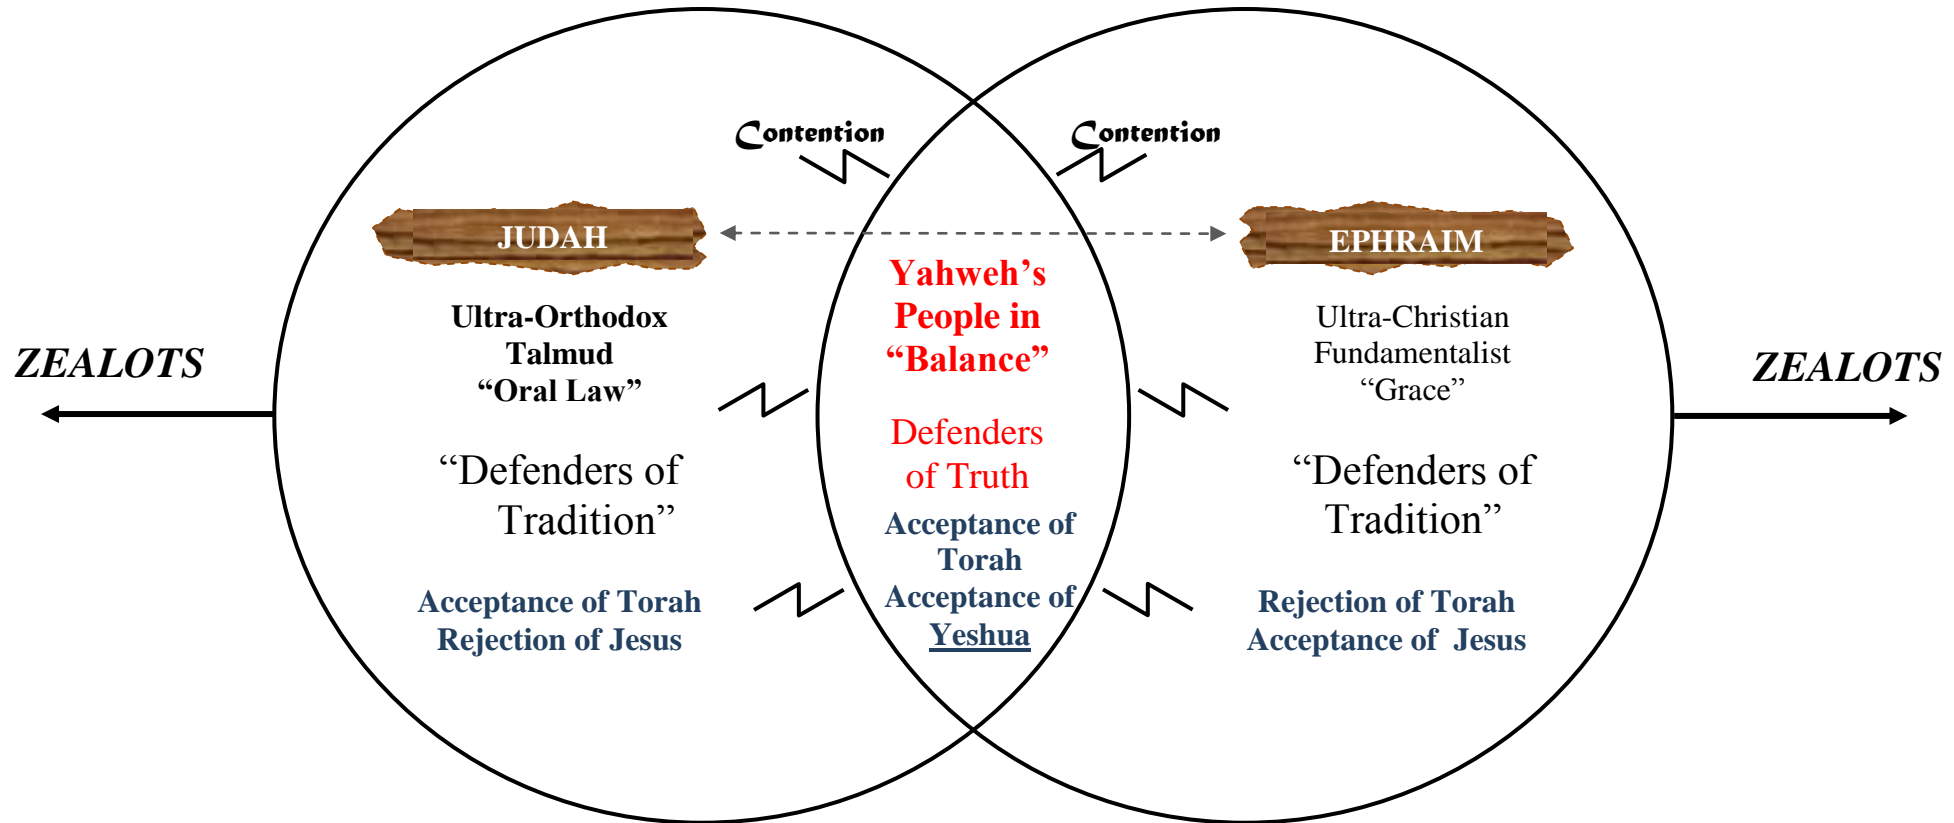 Contention
Contention
JUDAH
EPHRAIM
ZEALOTS
Ultra-Orthodox
Talmud
“Oral Law”
“Defenders of
Tradition”
Acceptance of Torah
Rejection of Jesus
Yahweh’s
People in
“Balance”
Defenders
of Truth
Acceptance of
Torah
Acceptance of
Yeshua
Ultra-Christian
Fundamentalist
“Grace”
“Defenders of
Tradition”
Rejection of Torah
Acceptance of Jesus
ZEALOTS